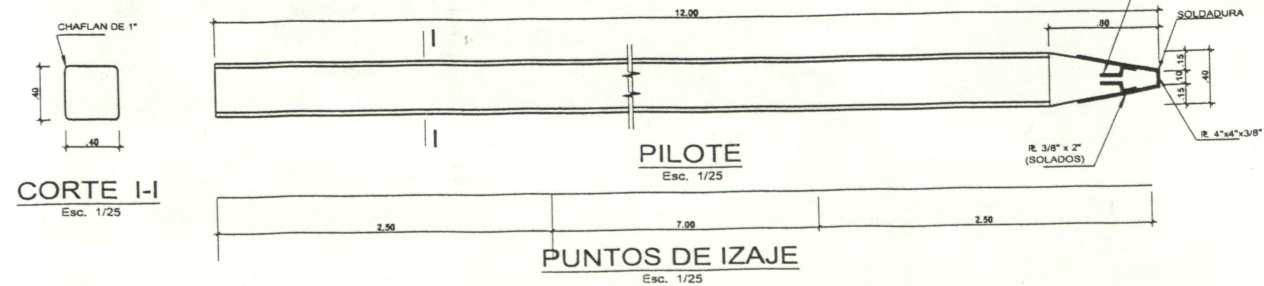 12.00
CHAFLAN DE 1"
I
.80
SOLDADURA
.40
.40
.15
.10
.15
.40
I
PILOTE
Esc. 1/25
PL 3/8" x 2"
(SOLADOS)
PL 4"x4"x3/8"
CORTE I-I
Esc. 1/25
2.50
7.00
2.50
PUNTOS DE IZAJE
Esc. 1/25